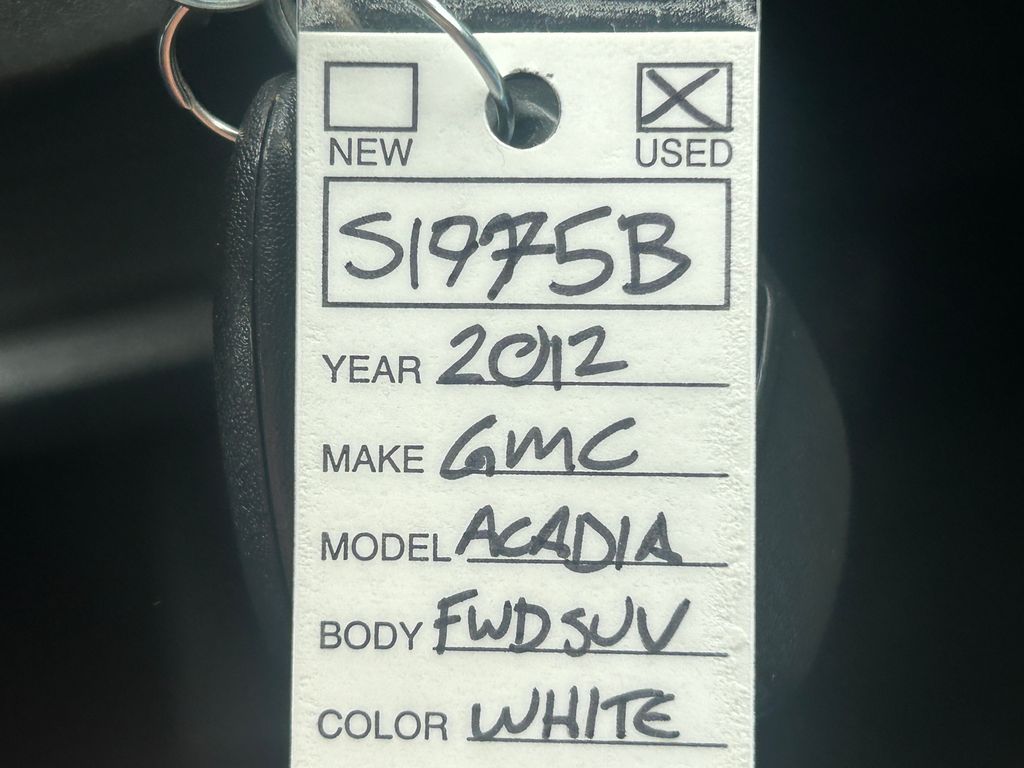 NEW USED
S1975B
YEAR 2012
MAKE GMC
MODEL ACADIA
BODY FWD SUV
COLOR WHITE